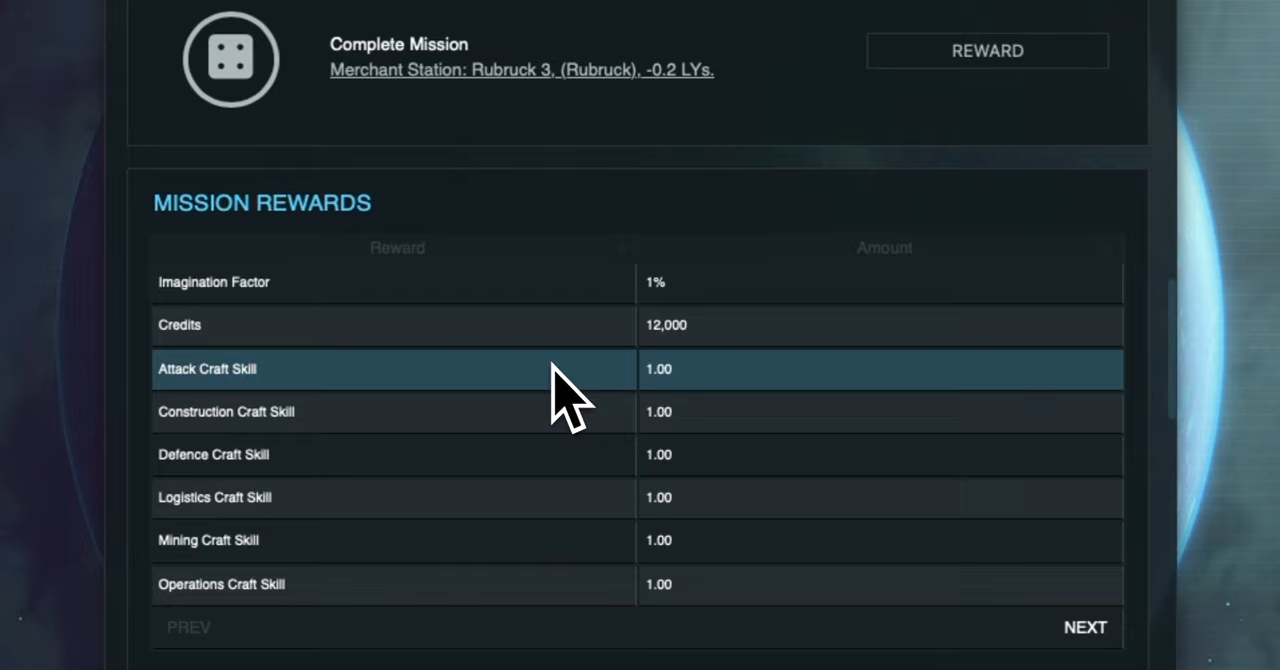 Complete Mission
Merchant Station: Rubruck 3, (Rubruck), -0.2 LYs.
REWARD
MISSION REWARDS
Reward Amount
Imagination Factor 1%
Credits 12,000
Attack Craft Skill 1.00
Construction Craft Skill 1.00
Defence Craft Skill 1.00
Logistics Craft Skill 1.00
Mining Craft Skill 1.00
Operations Craft Skill 1.00
PREV NEXT